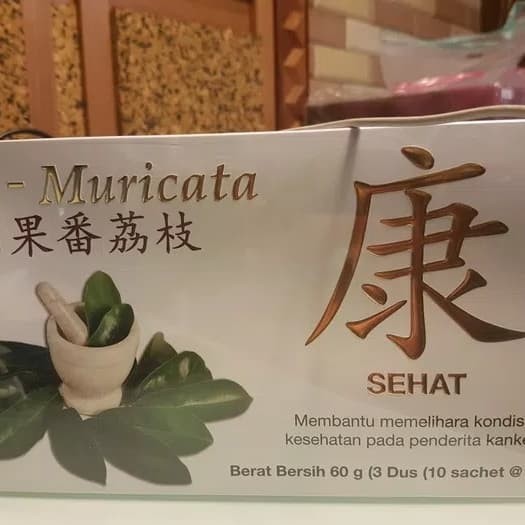 - Muricata
果番荔枝
康
SEHAT
Membantu memelihara kondis
kesehatan pada penderita kanke
Berat Bersih 60 g (3 Dus (10 sachet @